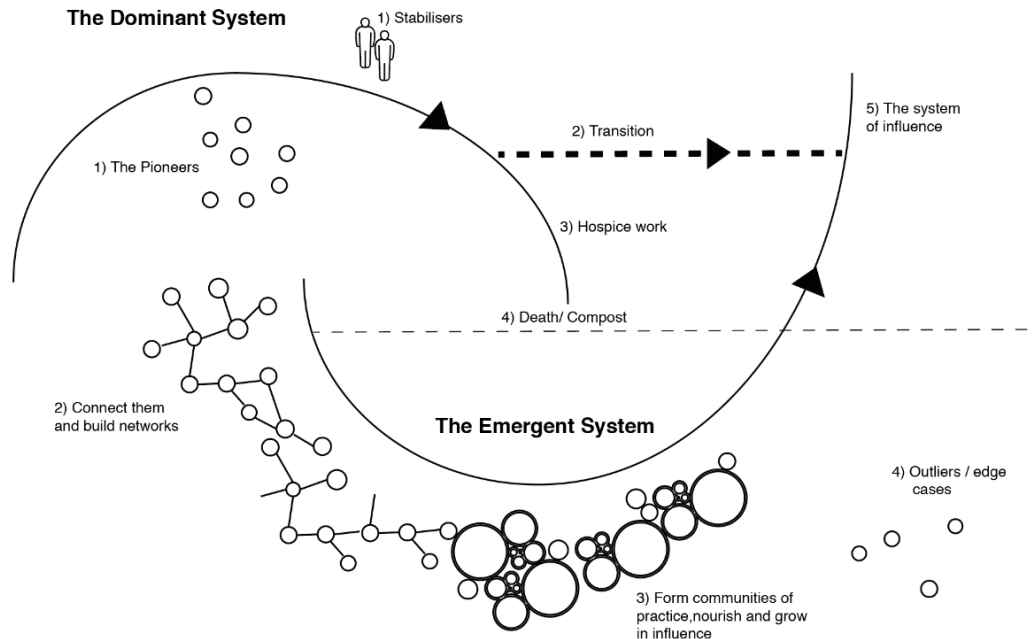 The Dominant System
1) Stabilisers
5) The system
of influence
2) Transition
1) The Pioneers
3) Hospice work
4) Death/ Compost
2) Connect them
and build networks
The Emergent System
4) Outliers / edge
cases
3) Form communities of
practice,nourish and grow
in influence